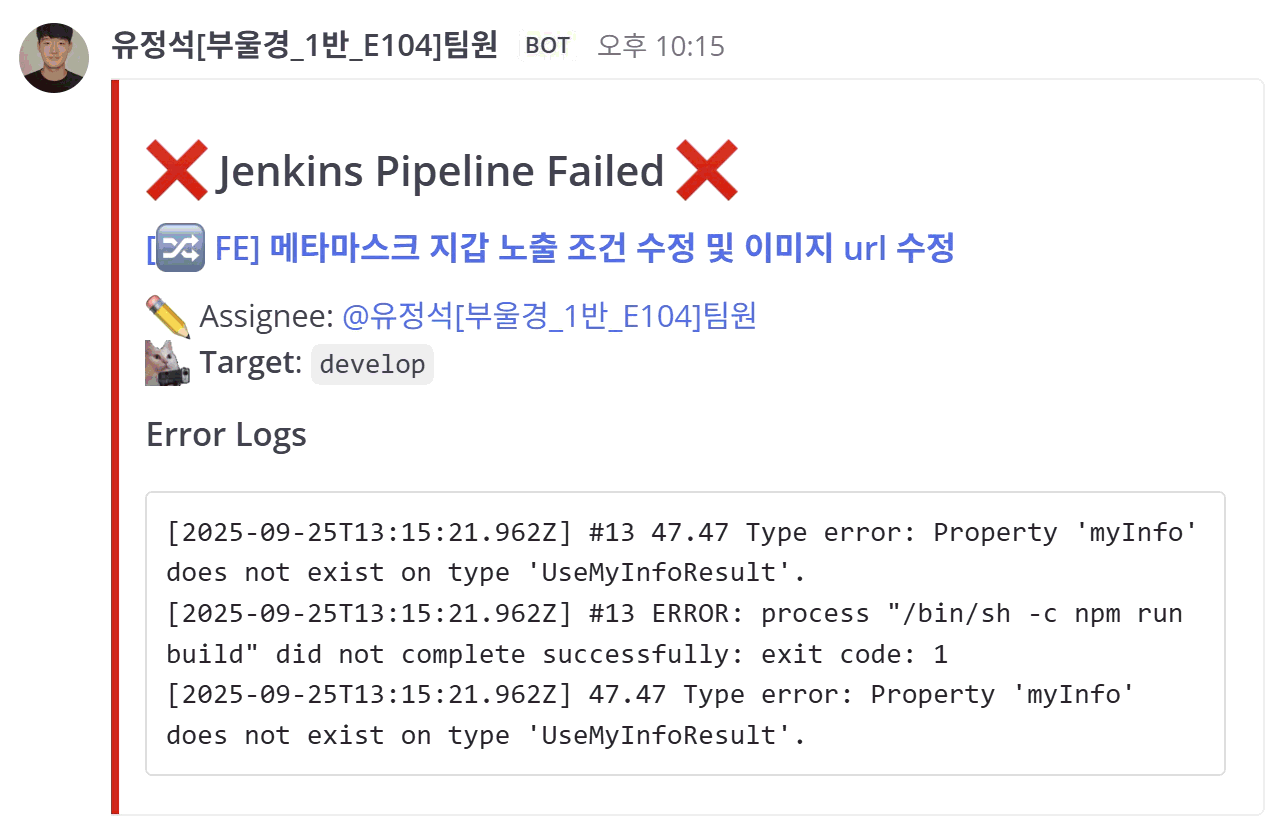 유정석[부울경_1반_E104]팀원 BOT 오후 10:15
❌ Jenkins Pipeline Failed ❌
[🔀 FE] 메타마스크 지갑 노출 조건 수정 및 이미지 url 수정
✏️ Assignee: @유정석[부울경_1반_E104]팀원
Target: develop
Error Logs
[2025-09-25T13:15:21.962Z] #13 47.47 Type error: Property 'myInfo'
does not exist on type 'UseMyInfoResult'.
[2025-09-25T13:15:21.962Z] #13 ERROR: process "/bin/sh -c npm run
build" did not complete successfully: exit code: 1
[2025-09-25T13:15:21.962Z] 47.47 Type error: Property 'myInfo'
does not exist on type 'UseMyInfoResult'.